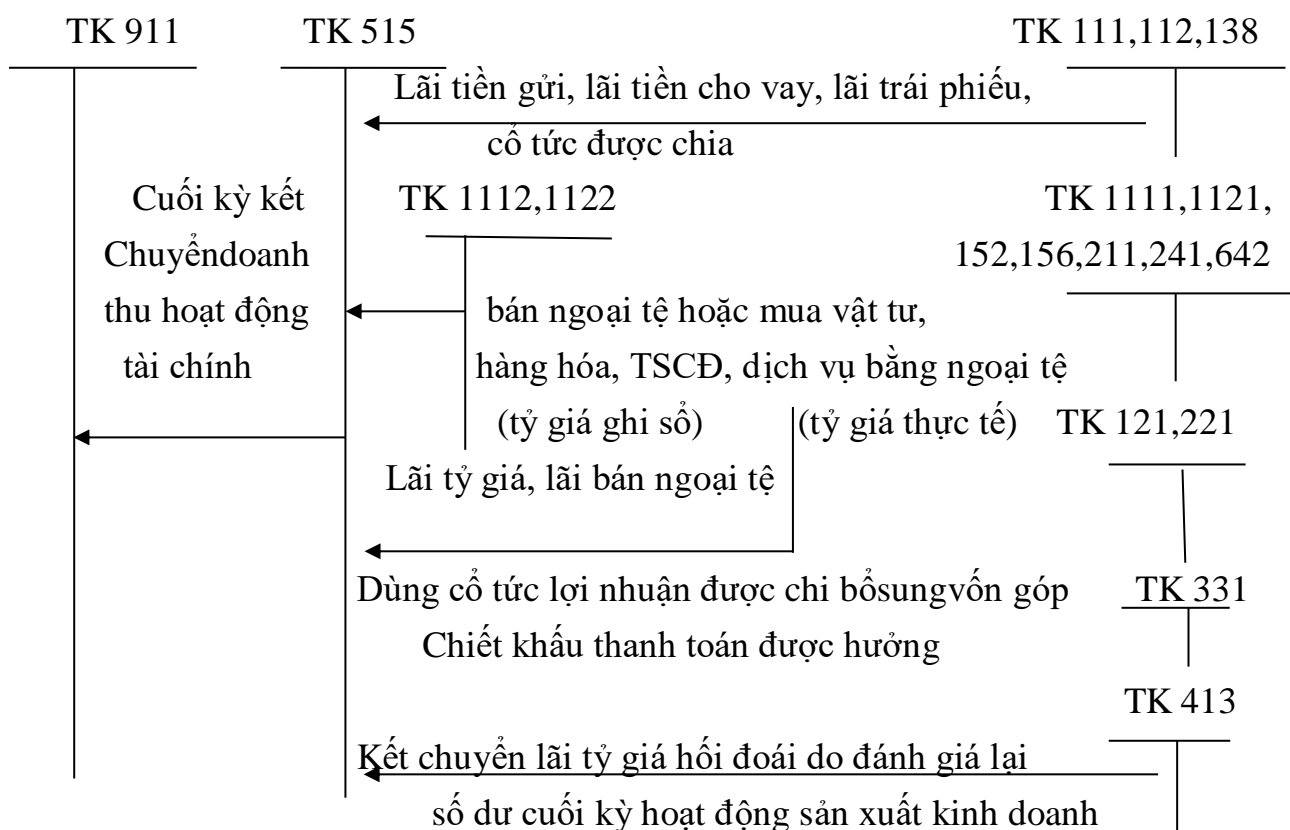 TK 911 TK 515 TK 111,112,138
Lãi tiền gửi, lãi tiền cho vay, lãi trái phiếu,
cổ tức được chia
Cuối kỳ kết TK 1112,1122 TK 1111,1121,
Chuyểndoanh 152,156,211,241,642
thu hoạt động bán ngoại tệ hoặc mua vật tư,
tài chính hàng hóa, TSCĐ, dịch vụ bằng ngoại tệ
(tỷ giá ghi sổ) (tỷ giá thực tế) TK 121,221
Lãi tỷ giá, lãi bán ngoại tệ
Dùng cổ tức lợi nhuận được chi bổsungvốn góp TK 331
Chiết khấu thanh toán được hưởng
TK 413
Kết chuyển lãi tỷ giá hối đoái do đánh giá lại
số dư cuối kỳ hoạt động sản xuất kinh doanh